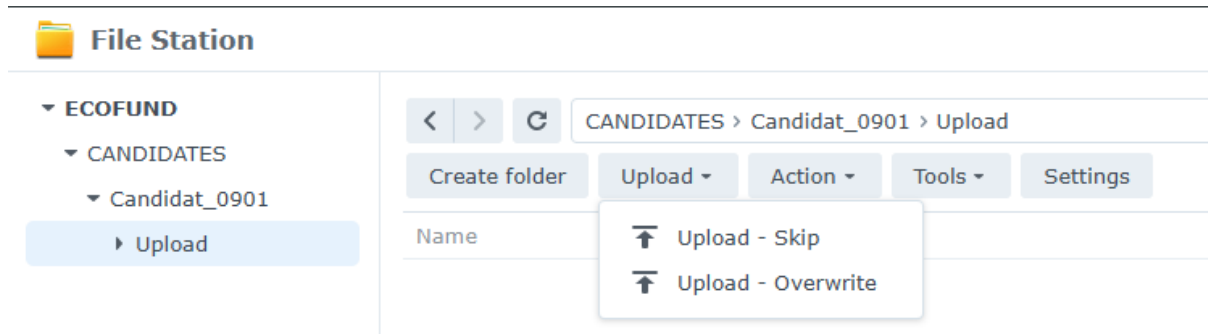 File Station
ECOFUND
CANDIDATES
Candidat_0901
Upload
CANDIDATES > Candidat_0901 > Upload
Create folder Upload Action Tools Settings
Name
Upload - Skip
Upload - Overwrite